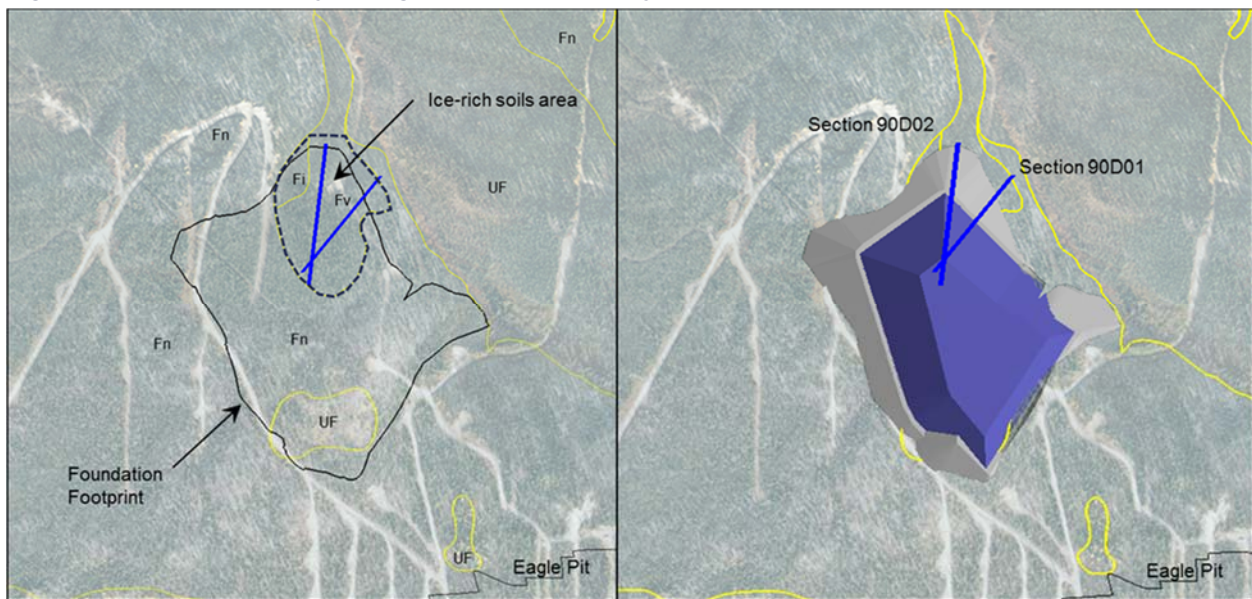 Fn
Ice-rich soils area
Fn
Fi
Fv
UF
Fn
Fn
UF
Foundation
Footprint
UF
Eagle Pit
Section 90D02
Section 90D01
Eagle Pit